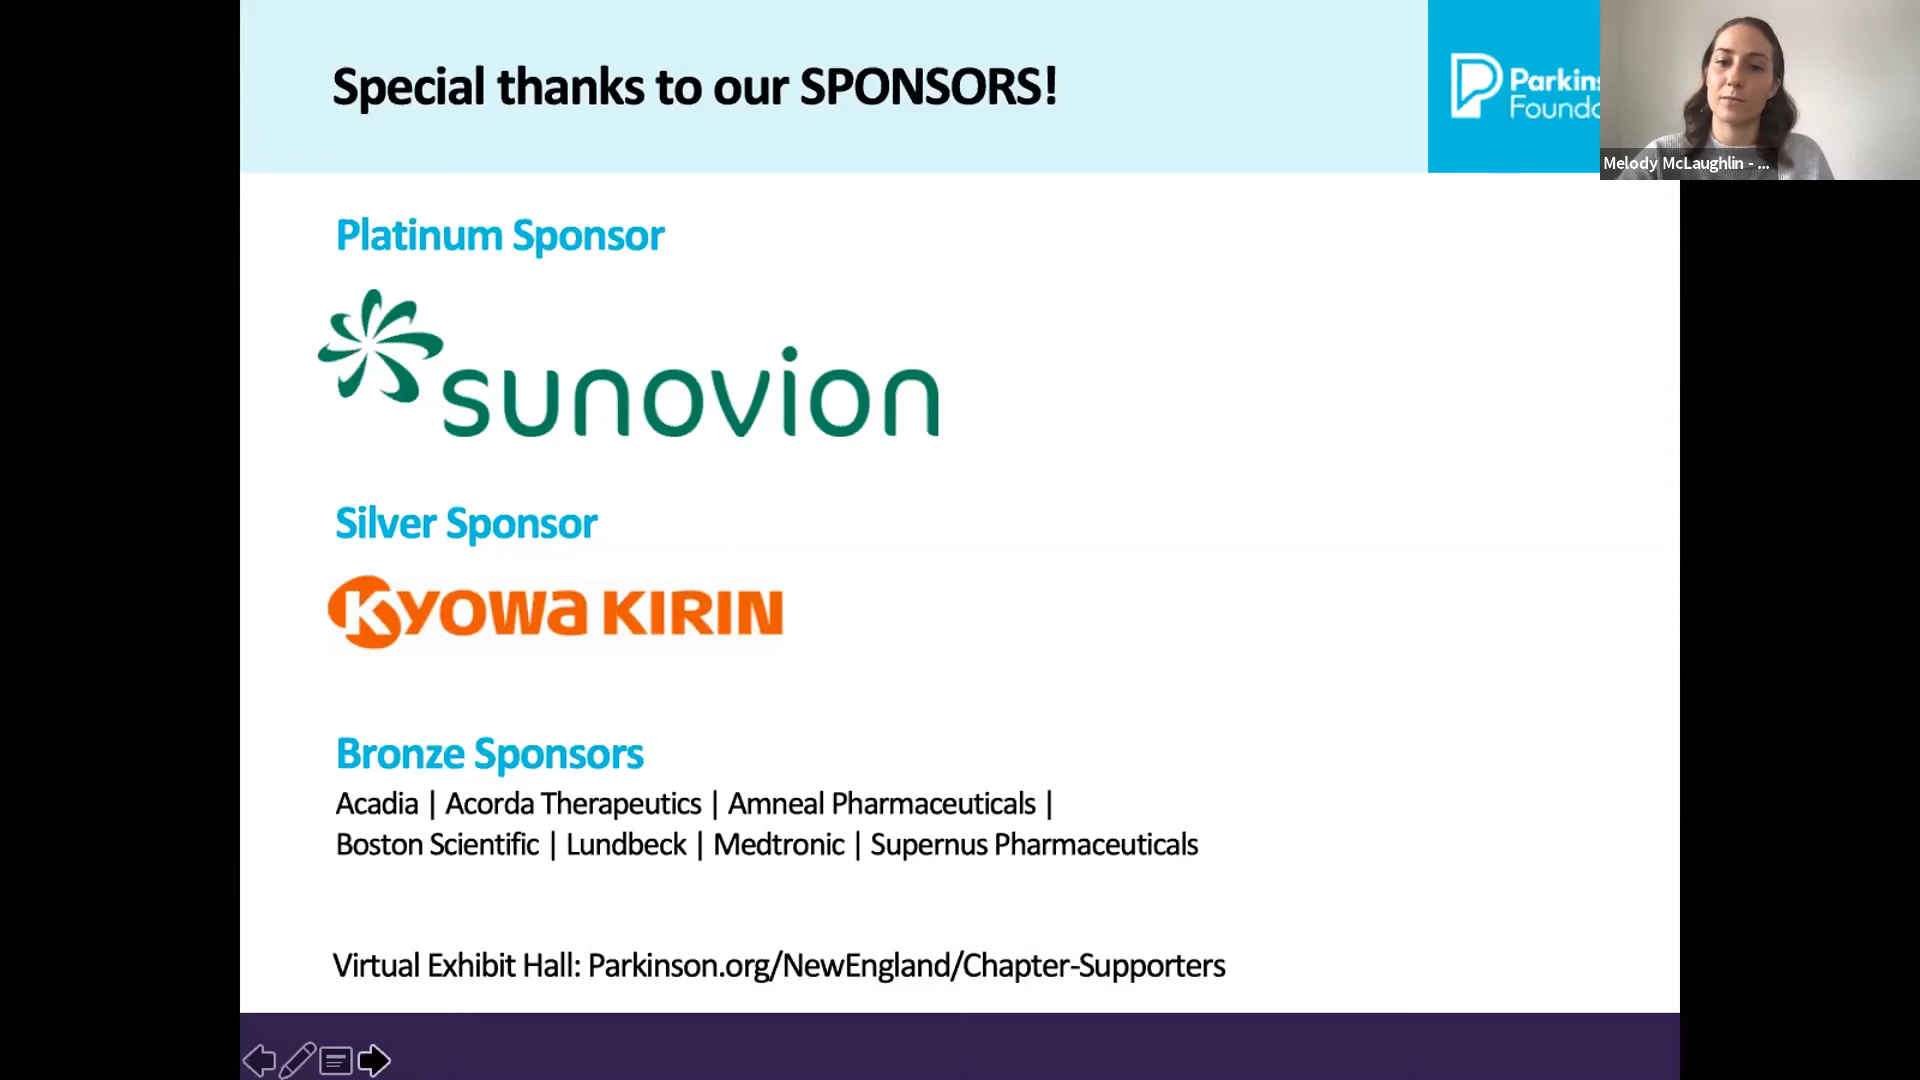 Special thanks to our SPONSORS!
Parkins
Founda
Melody McLaughlin - ...
Platinum Sponsor
sunovion
Silver Sponsor
KYOWA KIRIN
Bronze Sponsors
Acadia | Acorda Therapeutics | Amneal Pharmaceuticals |
Boston Scientific | Lundbeck | Medtronic | Supernus Pharmaceuticals
Virtual Exhibit Hall: Parkinson.org/NewEngland/Chapter-Supporters